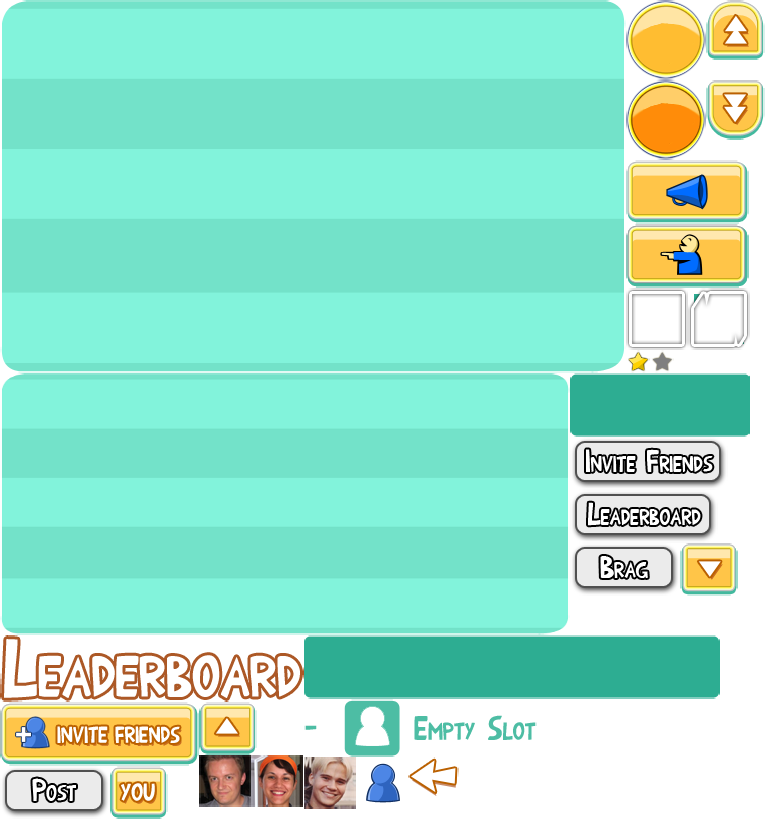 Invite Friends
Leaderboard
Brag
Leaderboard
INVITE FRIENDS
- Empty Slot
Post
YOU